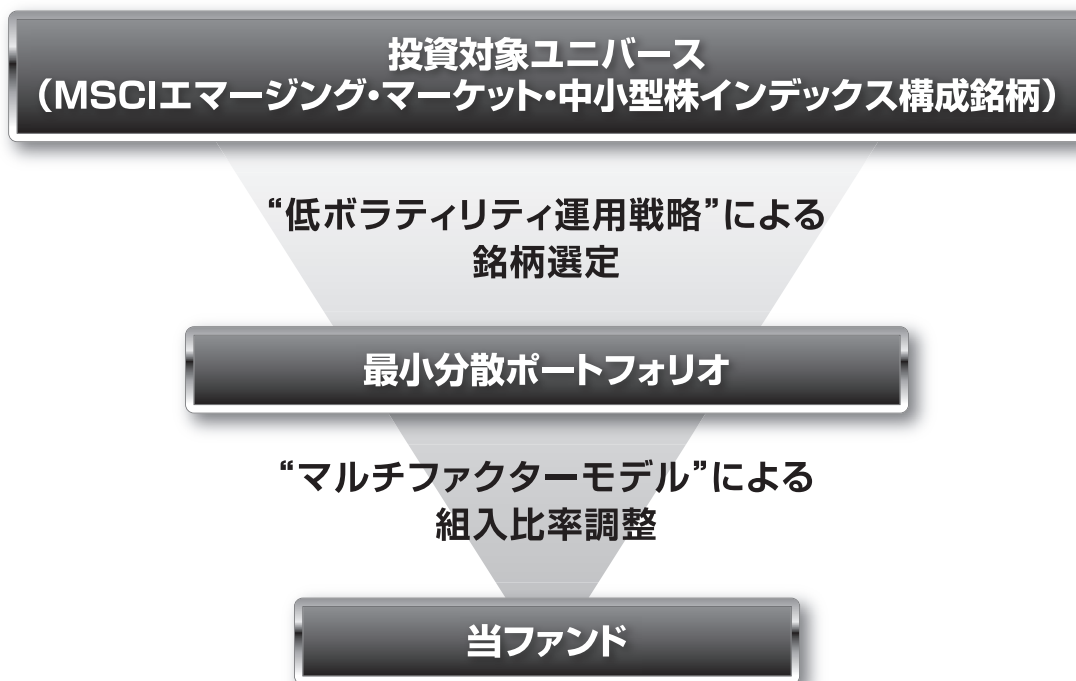 投資対象ユニバース
（MSCIエマージング・マーケット・中小型株インデックス構成銘柄）
“低ボラティリティ運用戦略”による
銘柄選定
最小分散ポートフォリオ
“マルチファクターモデル”による
組入比率調整
当ファンド